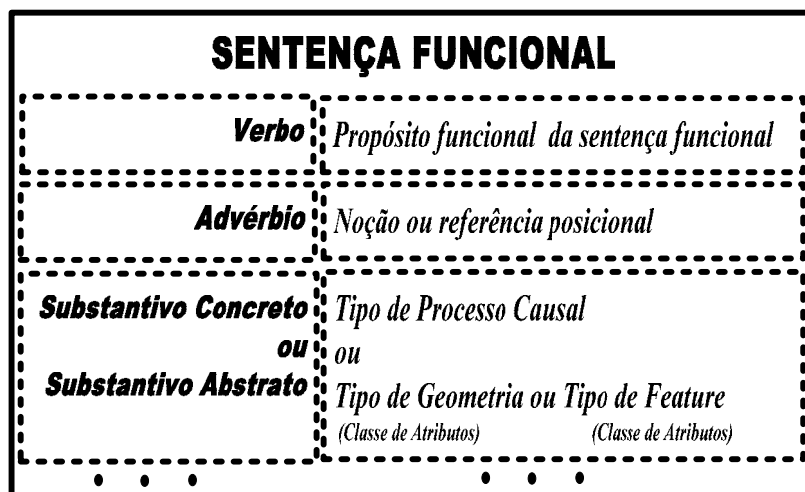 SENTENÇA FUNCIONAL
Verbo
Propósito funcional da sentença funcional
Advérbio
Noção ou referência posicional
Substantivo Concreto
ou
Substantivo Abstrato
Tipo de Processo Causal
ou
Tipo de Geometria ou Tipo de Feature
(Classe de Atributos) (Classe de Atributos)
• • • • • •